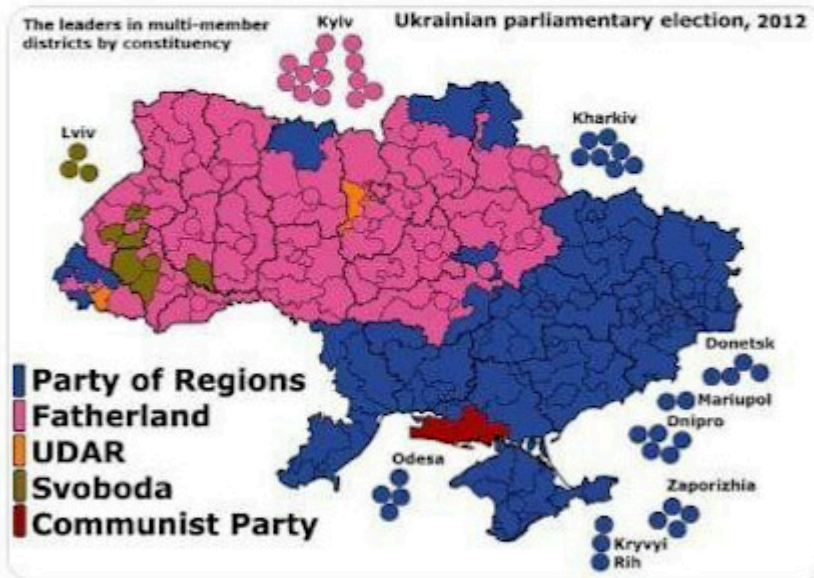 The leaders in multi-member
districts by constituency
Kyiv
Ukrainian parliamentary election, 2012
Lviv
Kharkiv
Donetsk
Mariupol
Dnipro
Zaporizhia
Kryvyi
Rih
Odesa
Party of Regions
Fatherland
UDAR
Svoboda
Communist Party